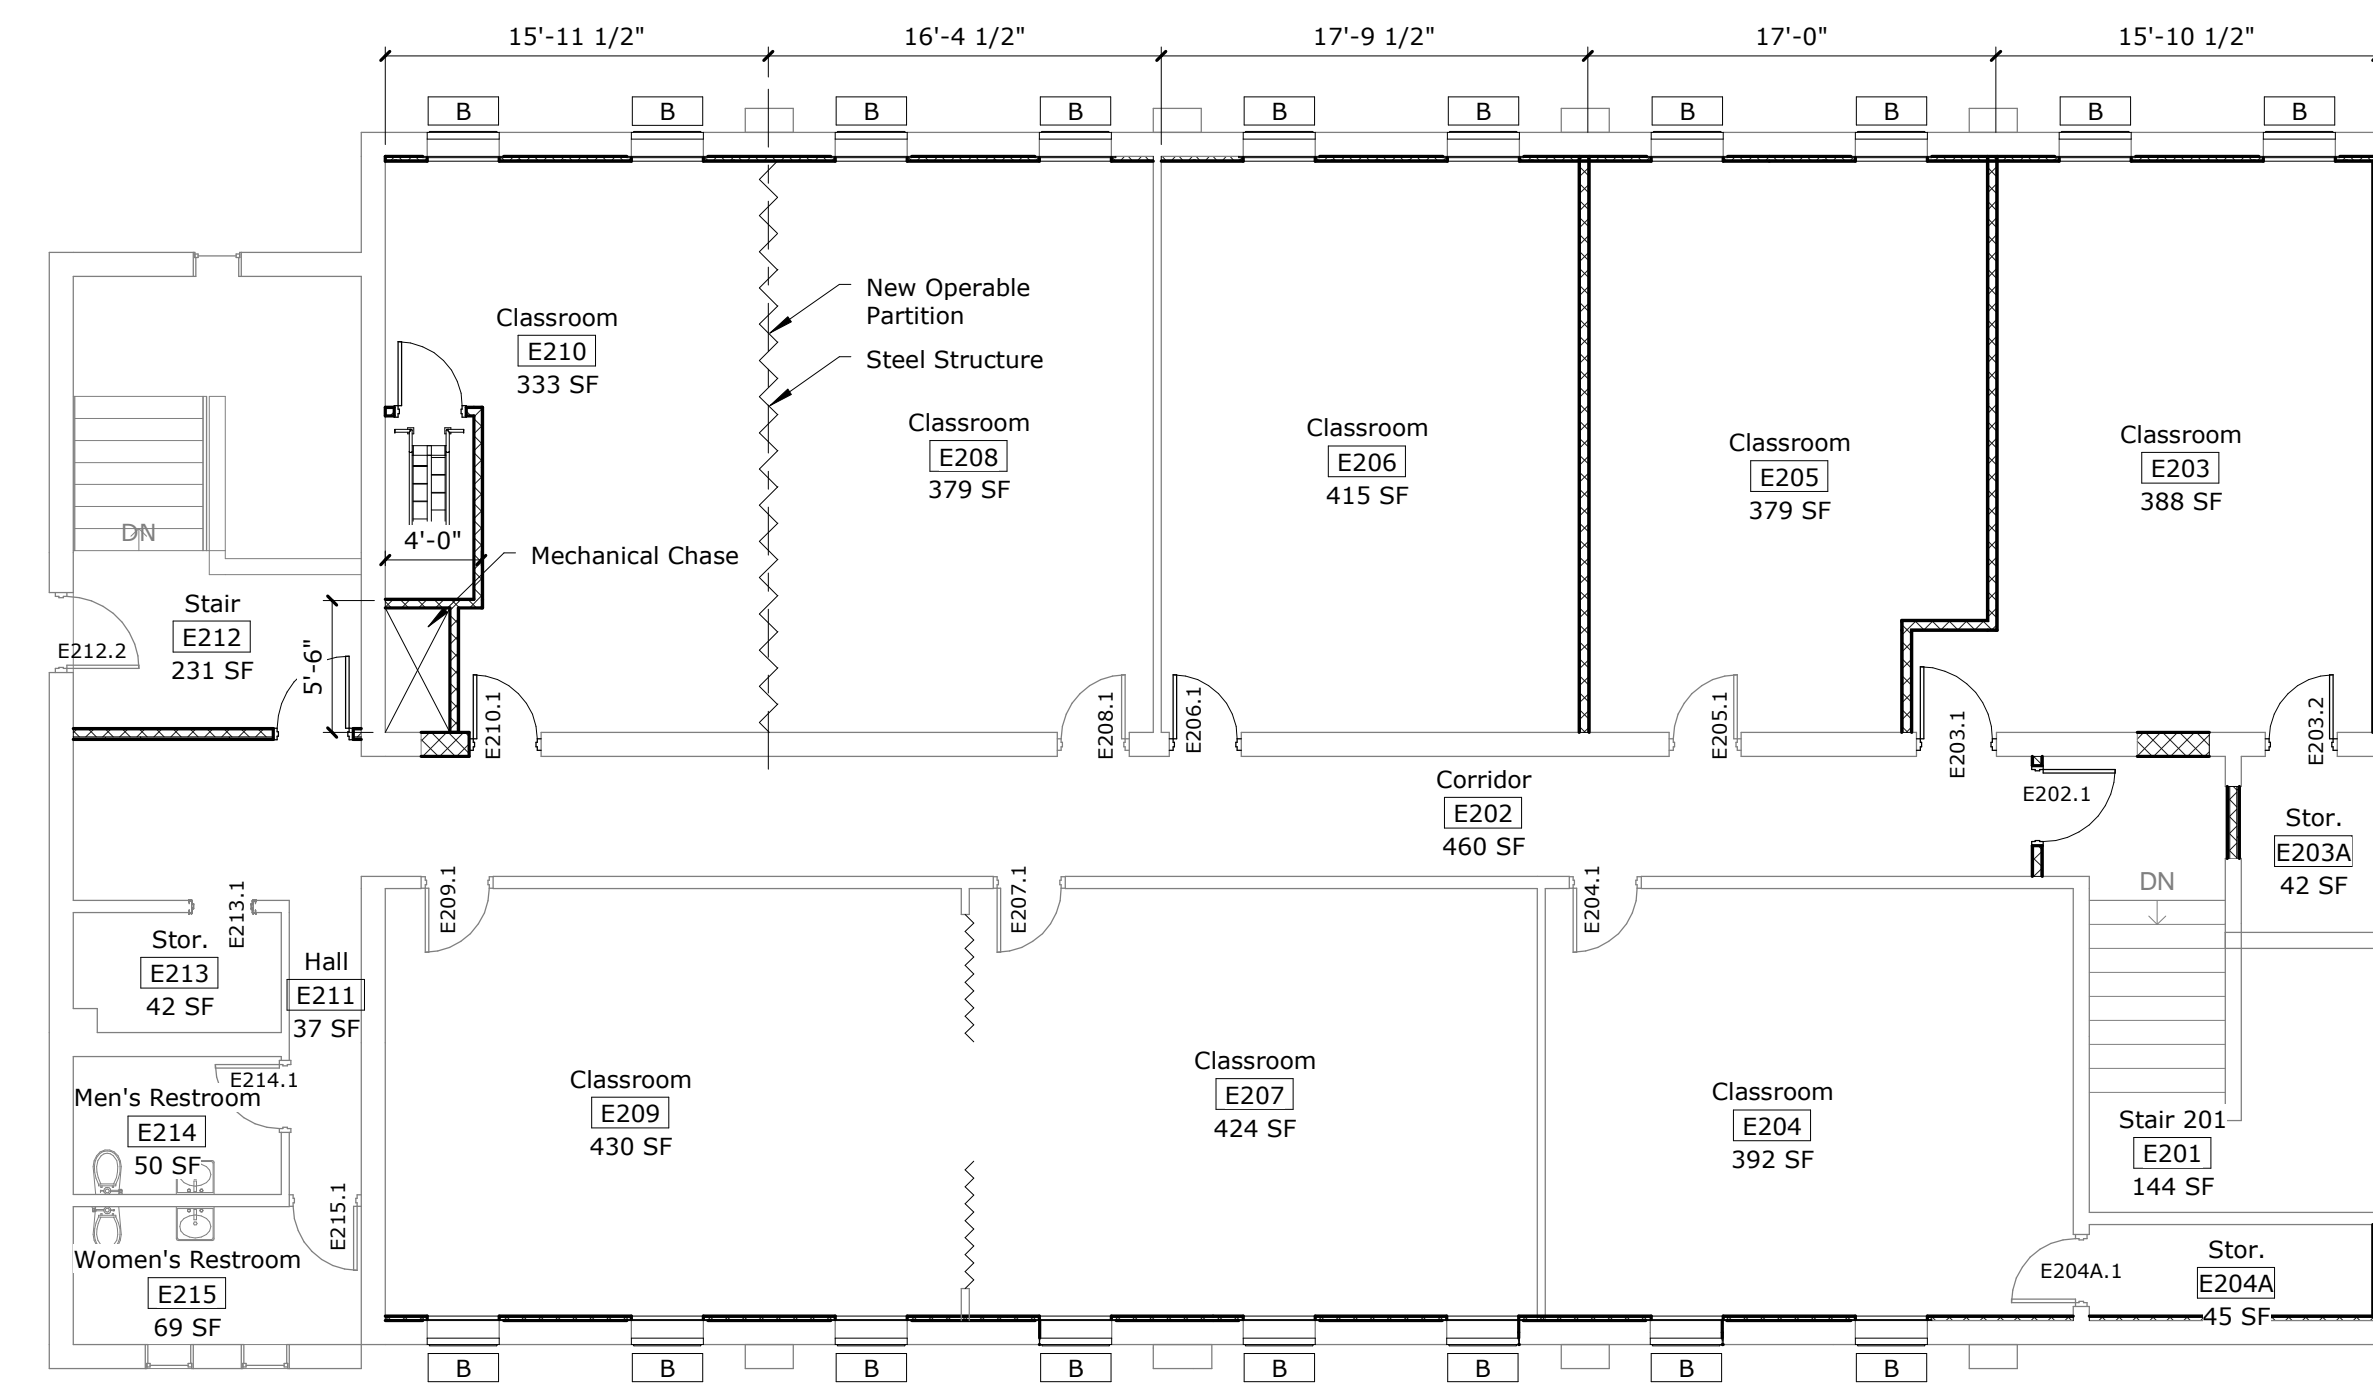 15'-11 1/2"
16'-4 1/2"
17'-9 1/2"
17'-0"
15'-10 1/2"
B
B
B
B
B
B
B
B
B
B
New Operable
Partition
Steel Structure
Classroom
E210
333 SF
Classroom
E208
379 SF
Classroom
E206
415 SF
Classroom
E205
379 SF
Classroom
E203
388 SF
DN
4'-0"
Mechanical Chase
Stair
E212
231 SF
E212.2
5'-6"
E210.1
E208.1
E206.1
E205.1
E203.1
E203.2
Corridor
E202
460 SF
E202.1
Stor.
E203A
42 SF
E209.1
E207.1
E204.1
DN
E213.1
Stor.
E213
42 SF
Hall
E211
37 SF
E214.1
Men's Restroom
E214
50 SF
Classroom
E209
430 SF
Classroom
E207
424 SF
Classroom
E204
392 SF
Stair 201
E201
144 SF
E215.1
Women's Restroom
E215
69 SF
E204A.1
Stor.
E204A
45 SF
B
B
B
B
B
B
B
B